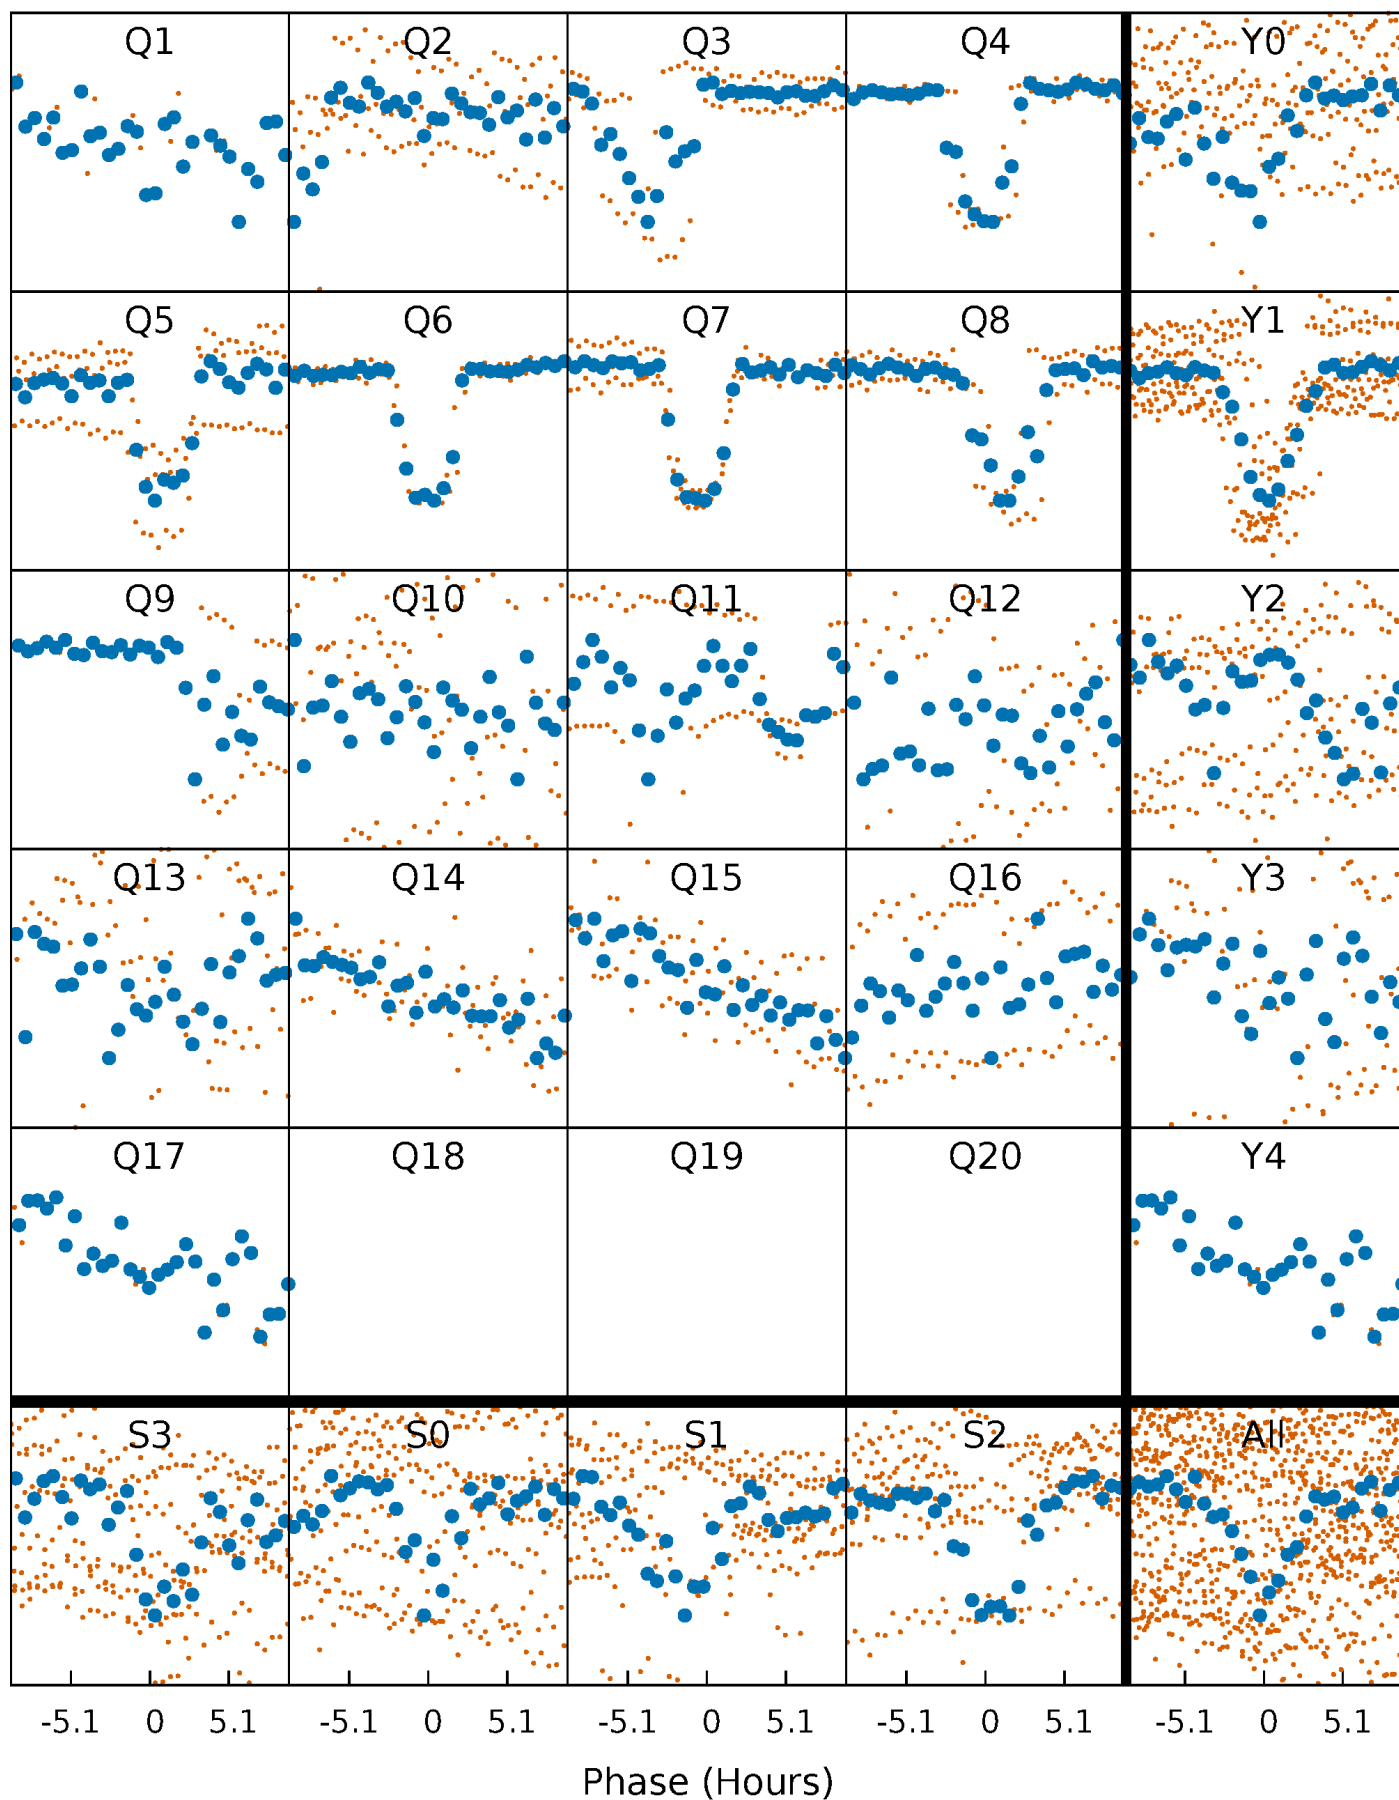 Q1 Q2 Q3 Q4 Y0
Q5 Q6 Q7 Q8 Y1
Q9 Q10 Q11 Q12 Y2
Q13 Q14 Q15 Q16 Y3
Q17 Q18 Q19 Q20 Y4
S3 S0 S1 S2 All
-5.1 0 5.1 -5.1 0 5.1 -5.1 0 5.1 -5.1 0 5.1 -5.1 0 5.1
Phase (Hours)